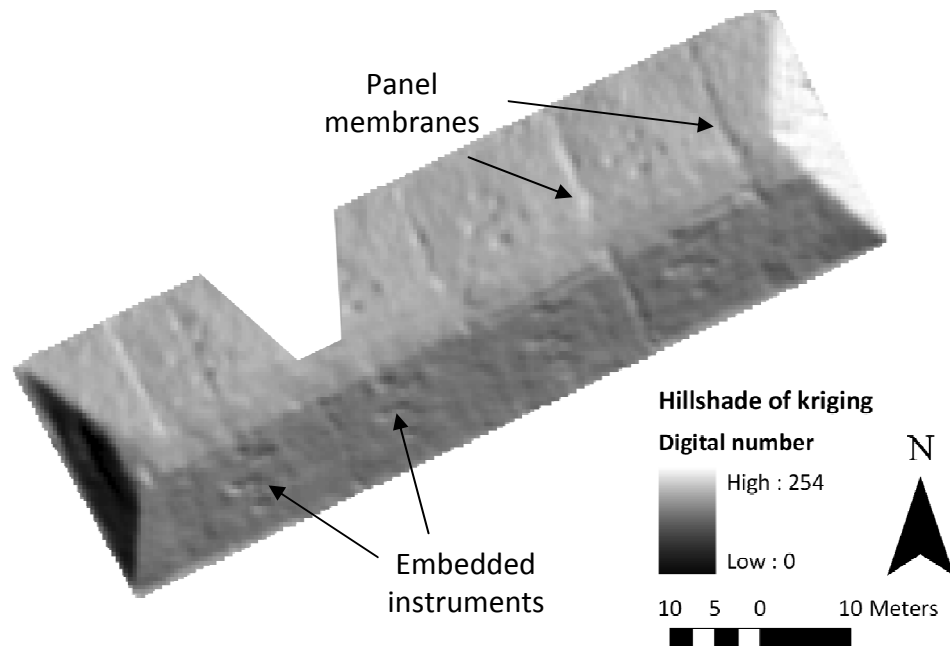 Panel
membranes
Embedded
instruments
Hillshade of kriging
Digital number
High : 254
Low : 0
N
10 5 0 10 Meters